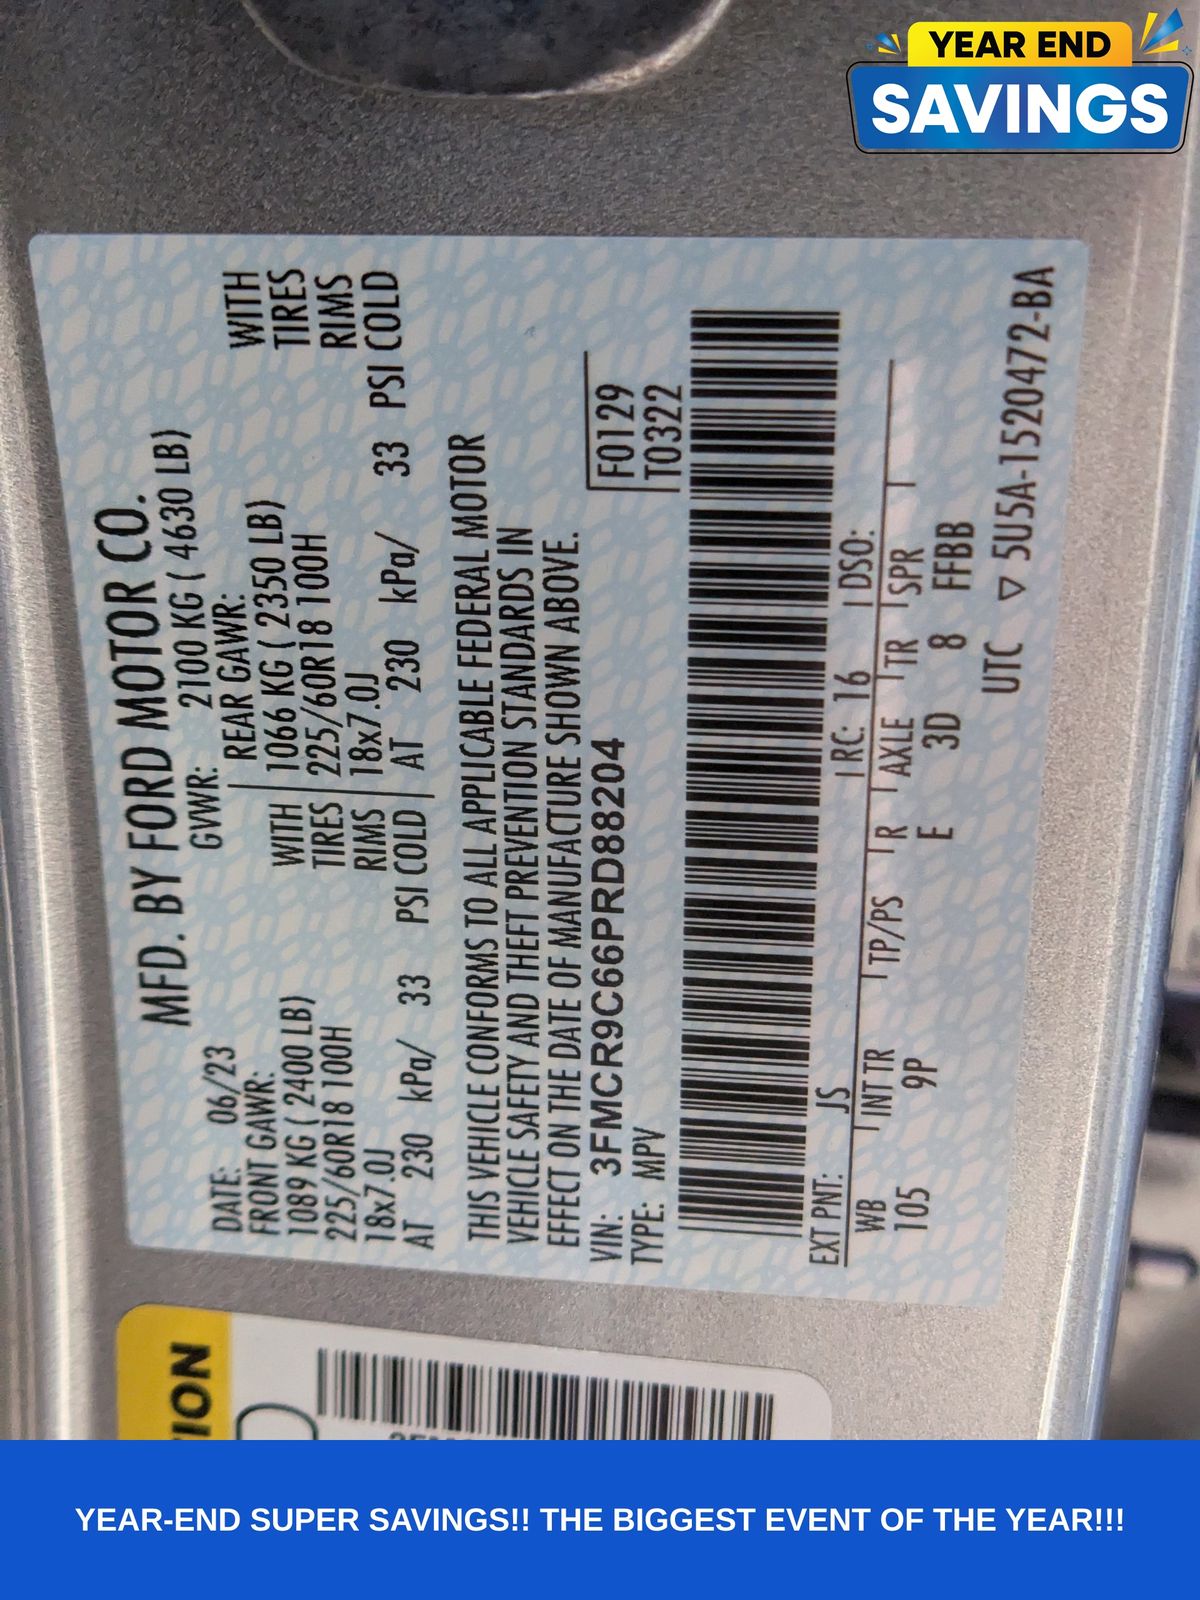 YEAR END
SAVINGS
MFD. BY FORD MOTOR CO.
DATE: 06/23 GVWR: 2100 KG ( 4630 LB)
FRONT GAWR: REAR GAWR:
1089 KG ( 2400 LB) WITH 1066 KG ( 2350 LB) WITH
225/60R18 100H TIRES 225/60R18 100H TIRES
18x7.0J RIMS 18x7.0J RIMS
AT 230 kPa/ 33 PSI COLD AT 230 kPa/ 33 PSI COLD
THIS VEHICLE CONFORMS TO ALL APPLICABLE FEDERAL MOTOR
VEHICLE SAFETY AND THEFT PREVENTION STANDARDS IN
EFFECT ON THE DATE OF MANUFACTURE SHOWN ABOVE.
VIN: 3FMCR9C66PRD88204 F0129
TYPE: MPV T0322
EXT PNT: JS RC: 16 DSO:
WB INT TR TP/PS R AXLE TR SPR
105 9P E 3D 8 FFBB
UTC ▽ 5U5A-1520472-BA
YEAR-END SUPER SAVINGS!! THE BIGGEST EVENT OF THE YEAR!!!